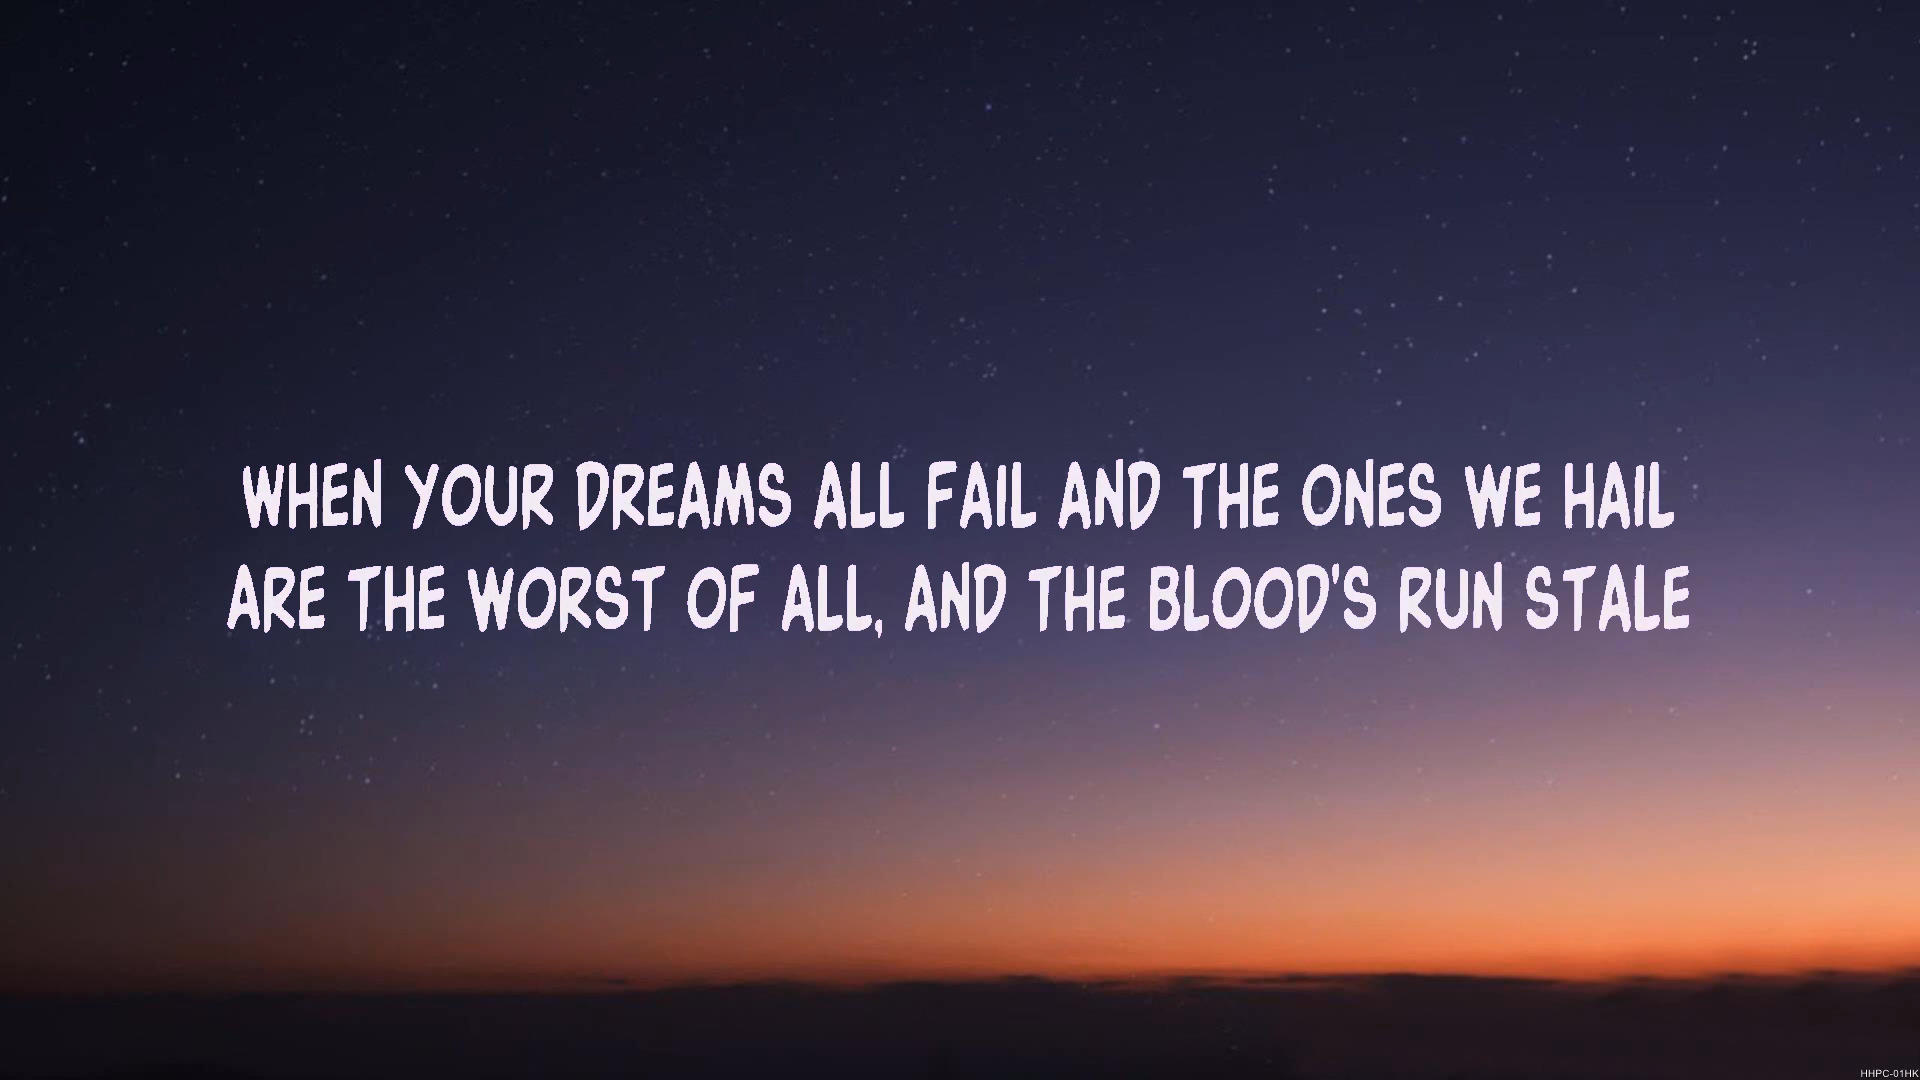 WHEN YOUR DREAMS ALL FAIL AND THE ONES WE HAIL
ARE THE WORST OF ALL, AND THE BLOOD'S RUN STALE
HHPC-01HK